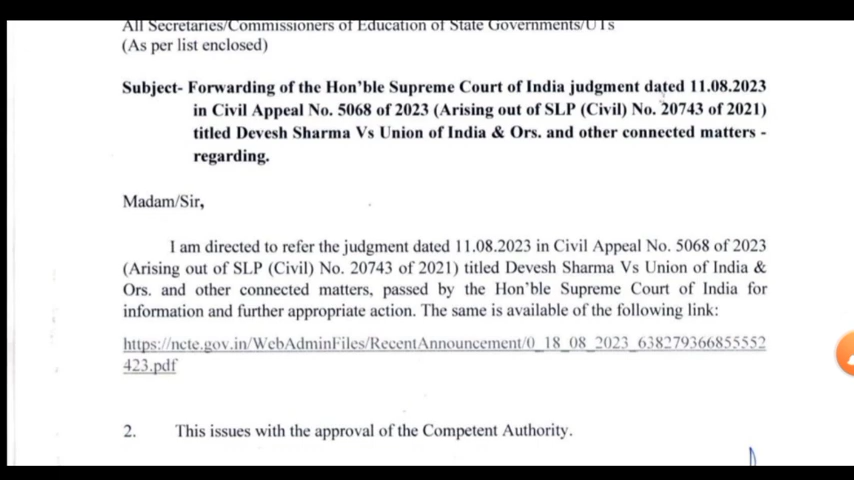 All Secretaries/Commissioners of Education of State Governments/UTs
(As per list enclosed)
Subject- Forwarding of the Hon'ble Supreme Court of India judgment dated 11.08.2023
in Civil Appeal No. 5068 of 2023 (Arising out of SLP (Civil) No. 20743 of 2021)
titled Devesh Sharma Vs Union of India & Ors. and other connected matters -
regarding.
Madam/Sir,
I am directed to refer the judgment dated 11.08.2023 in Civil Appeal No. 5068 of 2023
(Arising out of SLP (Civil) No. 20743 of 2021) titled Devesh Sharma Vs Union of India &
Ors. and other connected matters, passed by the Hon'ble Supreme Court of India for
information and further appropriate action. The same is available of the following link:
https://ncte.gov.in/WebAdminFiles/RecentAnnouncement/0_18_08_2023_638279366855552
423.pdf
2. This issues with the approval of the Competent Authority.